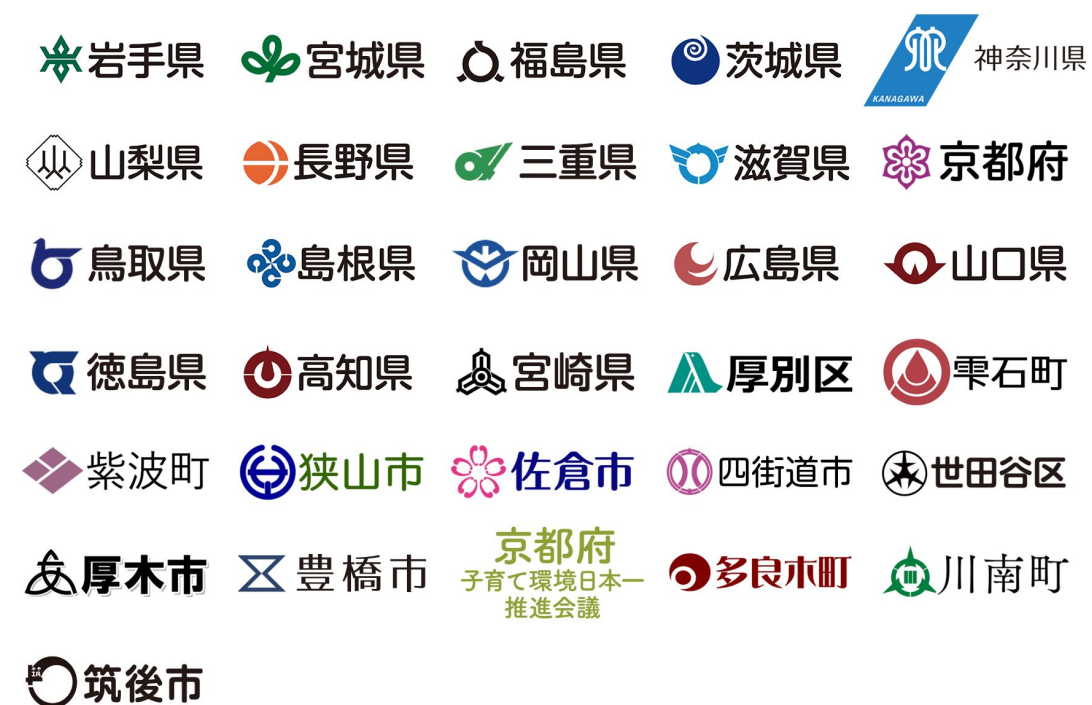 岩手県
宮城県
福島県
茨城県
KANAGAWA
神奈川県
山梨県
長野県
三重県
滋賀県
京都府
鳥取県
島根県
岡山県
広島県
山口県
徳島県
高知県
宮崎県
厚別区
雫石町
紫波町
狭山市
佐倉市
四街道市
世田谷区
厚木市
豊橋市
京都府
子育て環境日本一
推進会議
多良木町
川南町
筑
筑後市